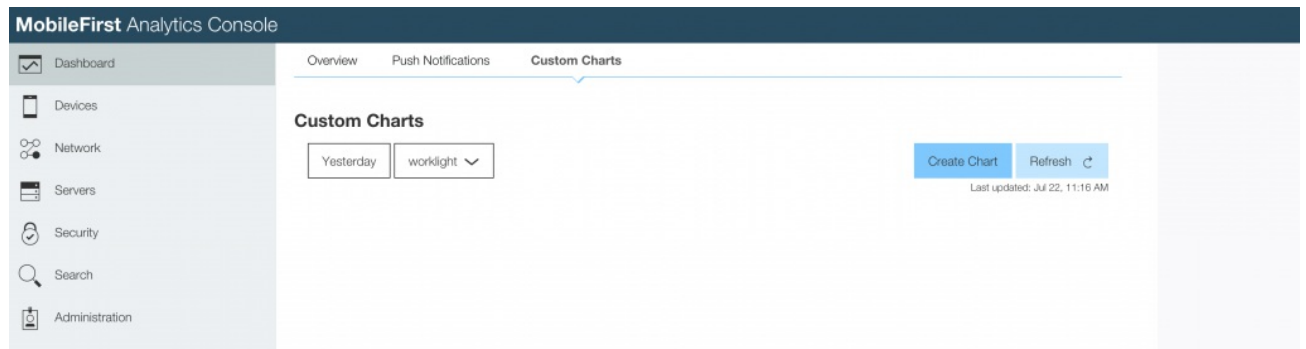 MobileFirst Analytics Console
Dashboard
Devices
Network
Servers
Security
Search
Administration
Overview Push Notifications Custom Charts
Custom Charts
Yesterday worklight Create Chart Refresh
Last updated: Jul 22, 11:16 AM